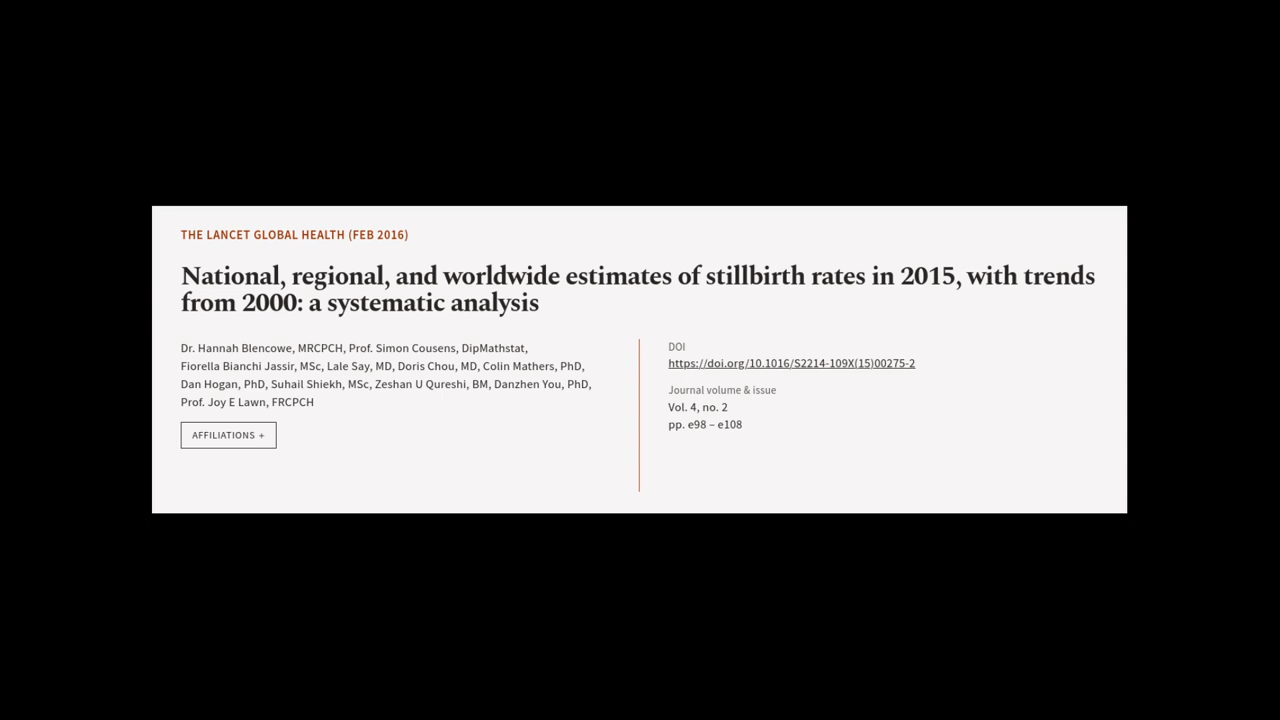 THE LANCET GLOBAL HEALTH (FEB 2016)
National, regional, and worldwide estimates of stillbirth rates in 2015, with trends
from 2000: a systematic analysis
Dr. Hannah Blencowe, MRCPCH, Prof. Simon Cousens, DipMathstat,
Fiorella Bianchi Jassir, MSc, Lale Say, MD, Doris Chou, MD, Colin Mathers, PhD,
Dan Hogan, PhD, Suhail Shiekh, MSc, Zeshan U Qureshi, BM, Danzhen You, PhD,
Prof. Joy E Lawn, FRCPCH
AFFILIATIONS +
DOI
https://doi.org/10.1016/S2214-109X(15)00275-2
Journal volume & issue
Vol. 4, no. 2
pp. e98 – e108